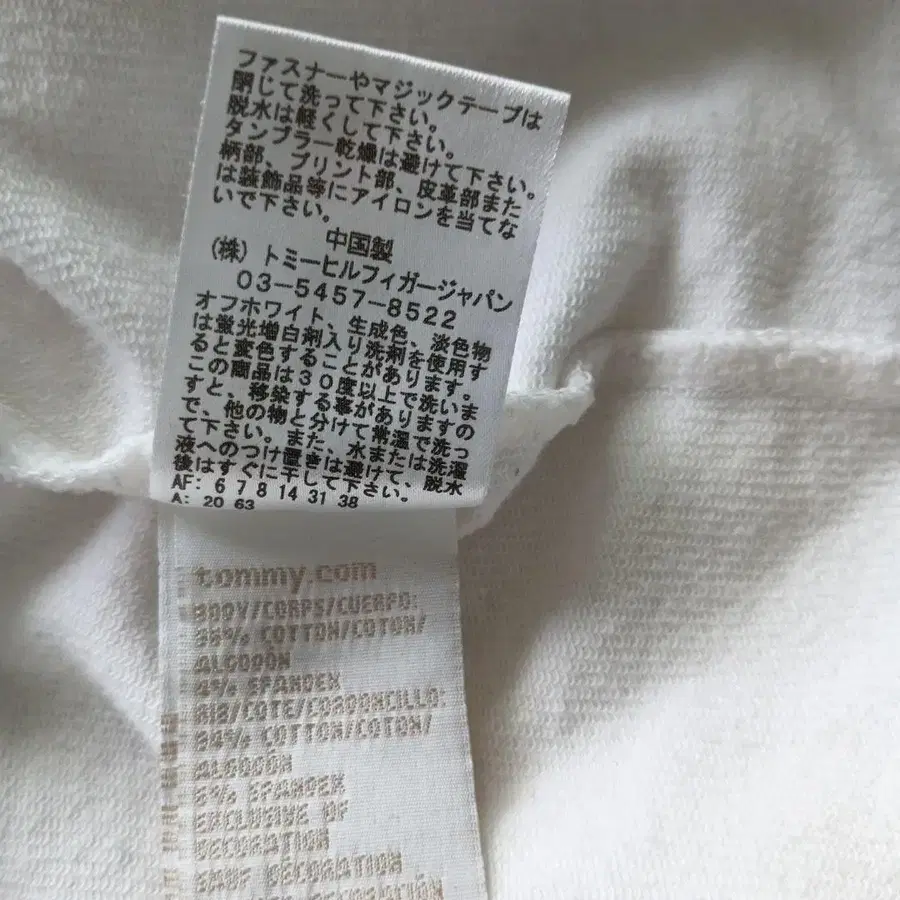 ファスナーやマジックテープは
閉じて洗って下さい。
脱水は軽くして下さい。
タンブラー乾燥は避けて下さい。
柄部、プリント部、皮革部また
は装飾品等にアイロンを当てな
いで下さい。
中国製
(株)トミーヒルフィガージャパン
03-5457-8522
オフホワイト、生成色、淡色物
は蛍光増白剤入り洗剤を使用す
ると変色することがあります。
この商品は30度以上で洗いま
すと、移染する事がありますの
で、他の物と分けて常温で洗っ
て下さい。また、水または洗濯
液へのつけ置きは避けて、脱水
後はすぐに干して下さい。
AF: 6 7 8 14 31 38
A: 20 63
tommy.com
BODY/CORPS/CUERPO:
96% COTTON/COTON/
ALGODÓN
4% SPANDEX
RIB/COTE/CORDONCILLO:
94% COTTON/COTON/
ALGODÓN
6% SPANDEX
EXCLUSIVE OF
DECORATION
SAUF DECORATION
DECORACIÓN